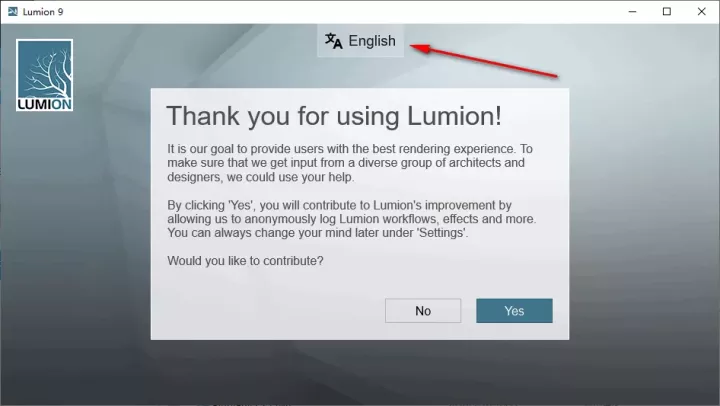 Lumion 9
文A English
LUMION
Thank you for using Lumion!
It is our goal to provide users with the best rendering experience. To
make sure that we get input from a diverse group of architects and
designers, we could use your help.
By clicking 'Yes', you will contribute to Lumion's improvement by
allowing us to anonymously log Lumion workflows, effects and more.
You can always change your mind later under 'Settings'.
Would you like to contribute?
No
Yes